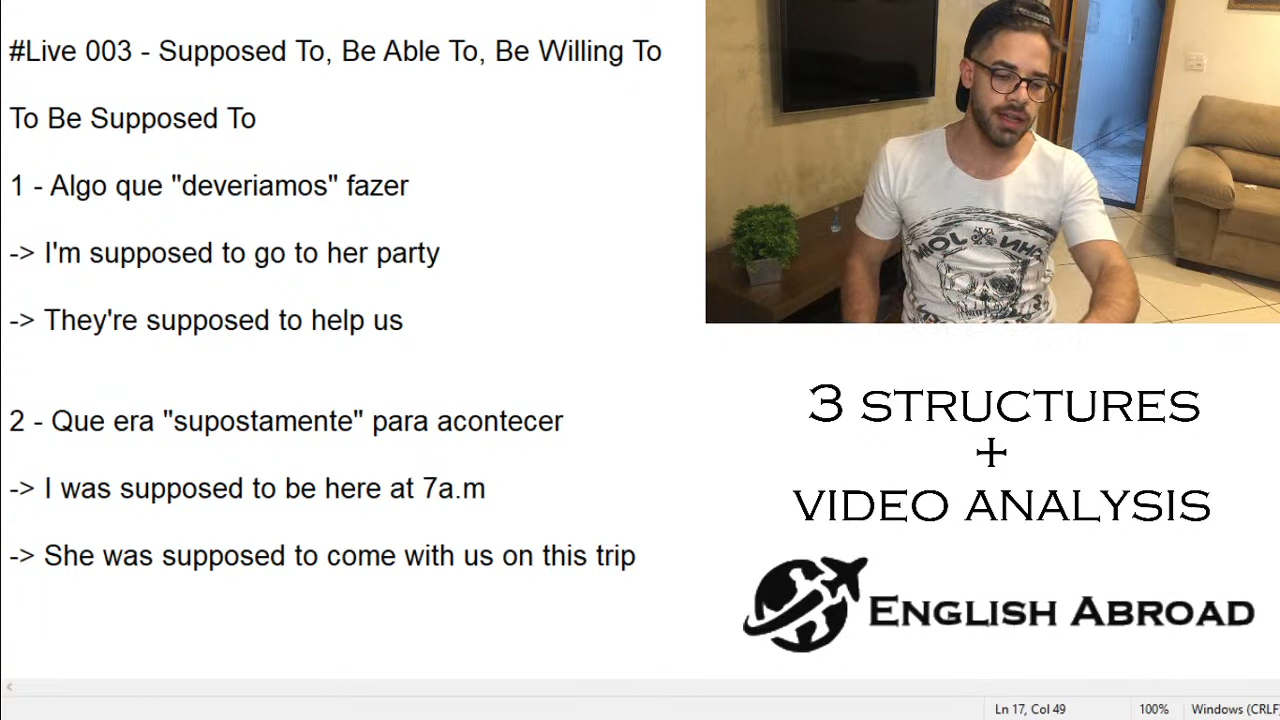 #Live 003 - Supposed To, Be Able To, Be Willing To
To Be Supposed To
1 - Algo que "deveriamos" fazer
-> I'm supposed to go to her party
-> They're supposed to help us
2 - Que era "supostamente" para acontecer
-> I was supposed to be here at 7a.m
-> She was supposed to come with us on this trip
3 STRUCTURES
+
VIDEO ANALYSIS
ENGLISH ABROAD
Ln 17, Col 49
100%
Windows (CRLF